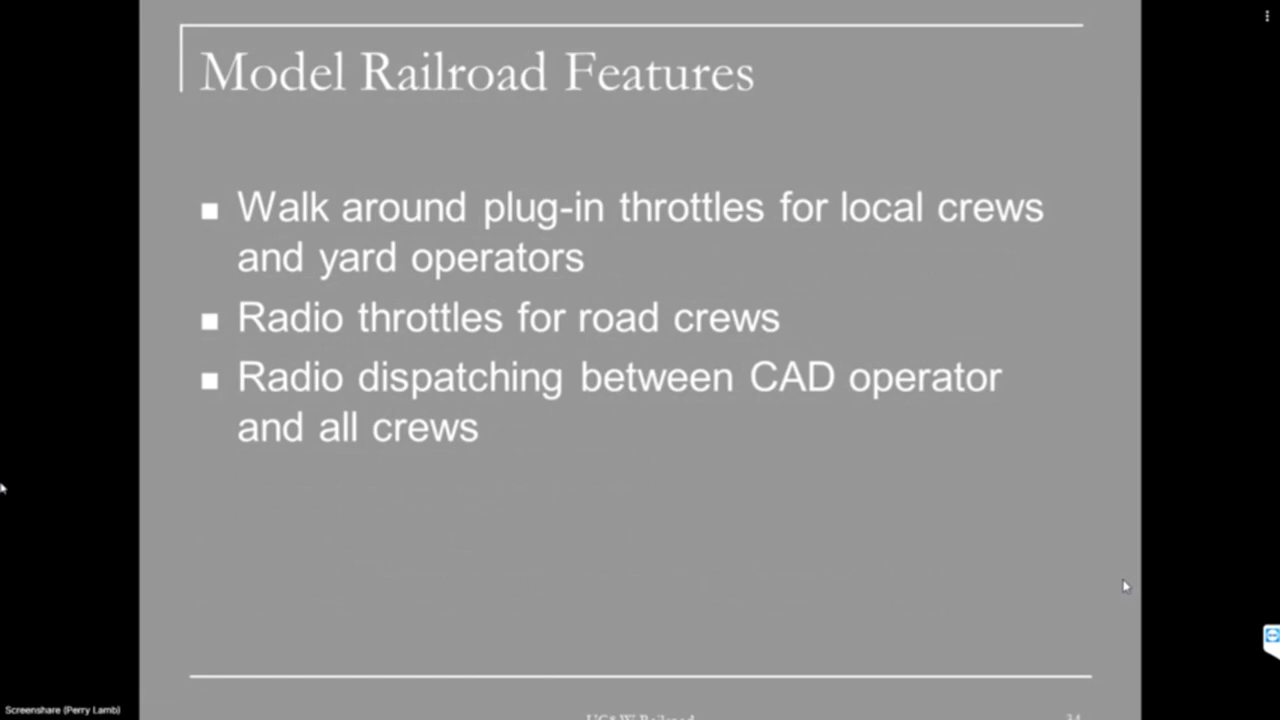 Model Railroad Features
Walk around plug-in throttles for local crews
and yard operators
Radio throttles for road crews
Radio dispatching between CAD operator
and all crews
Screenshare (Perry Lamb)
Railroad